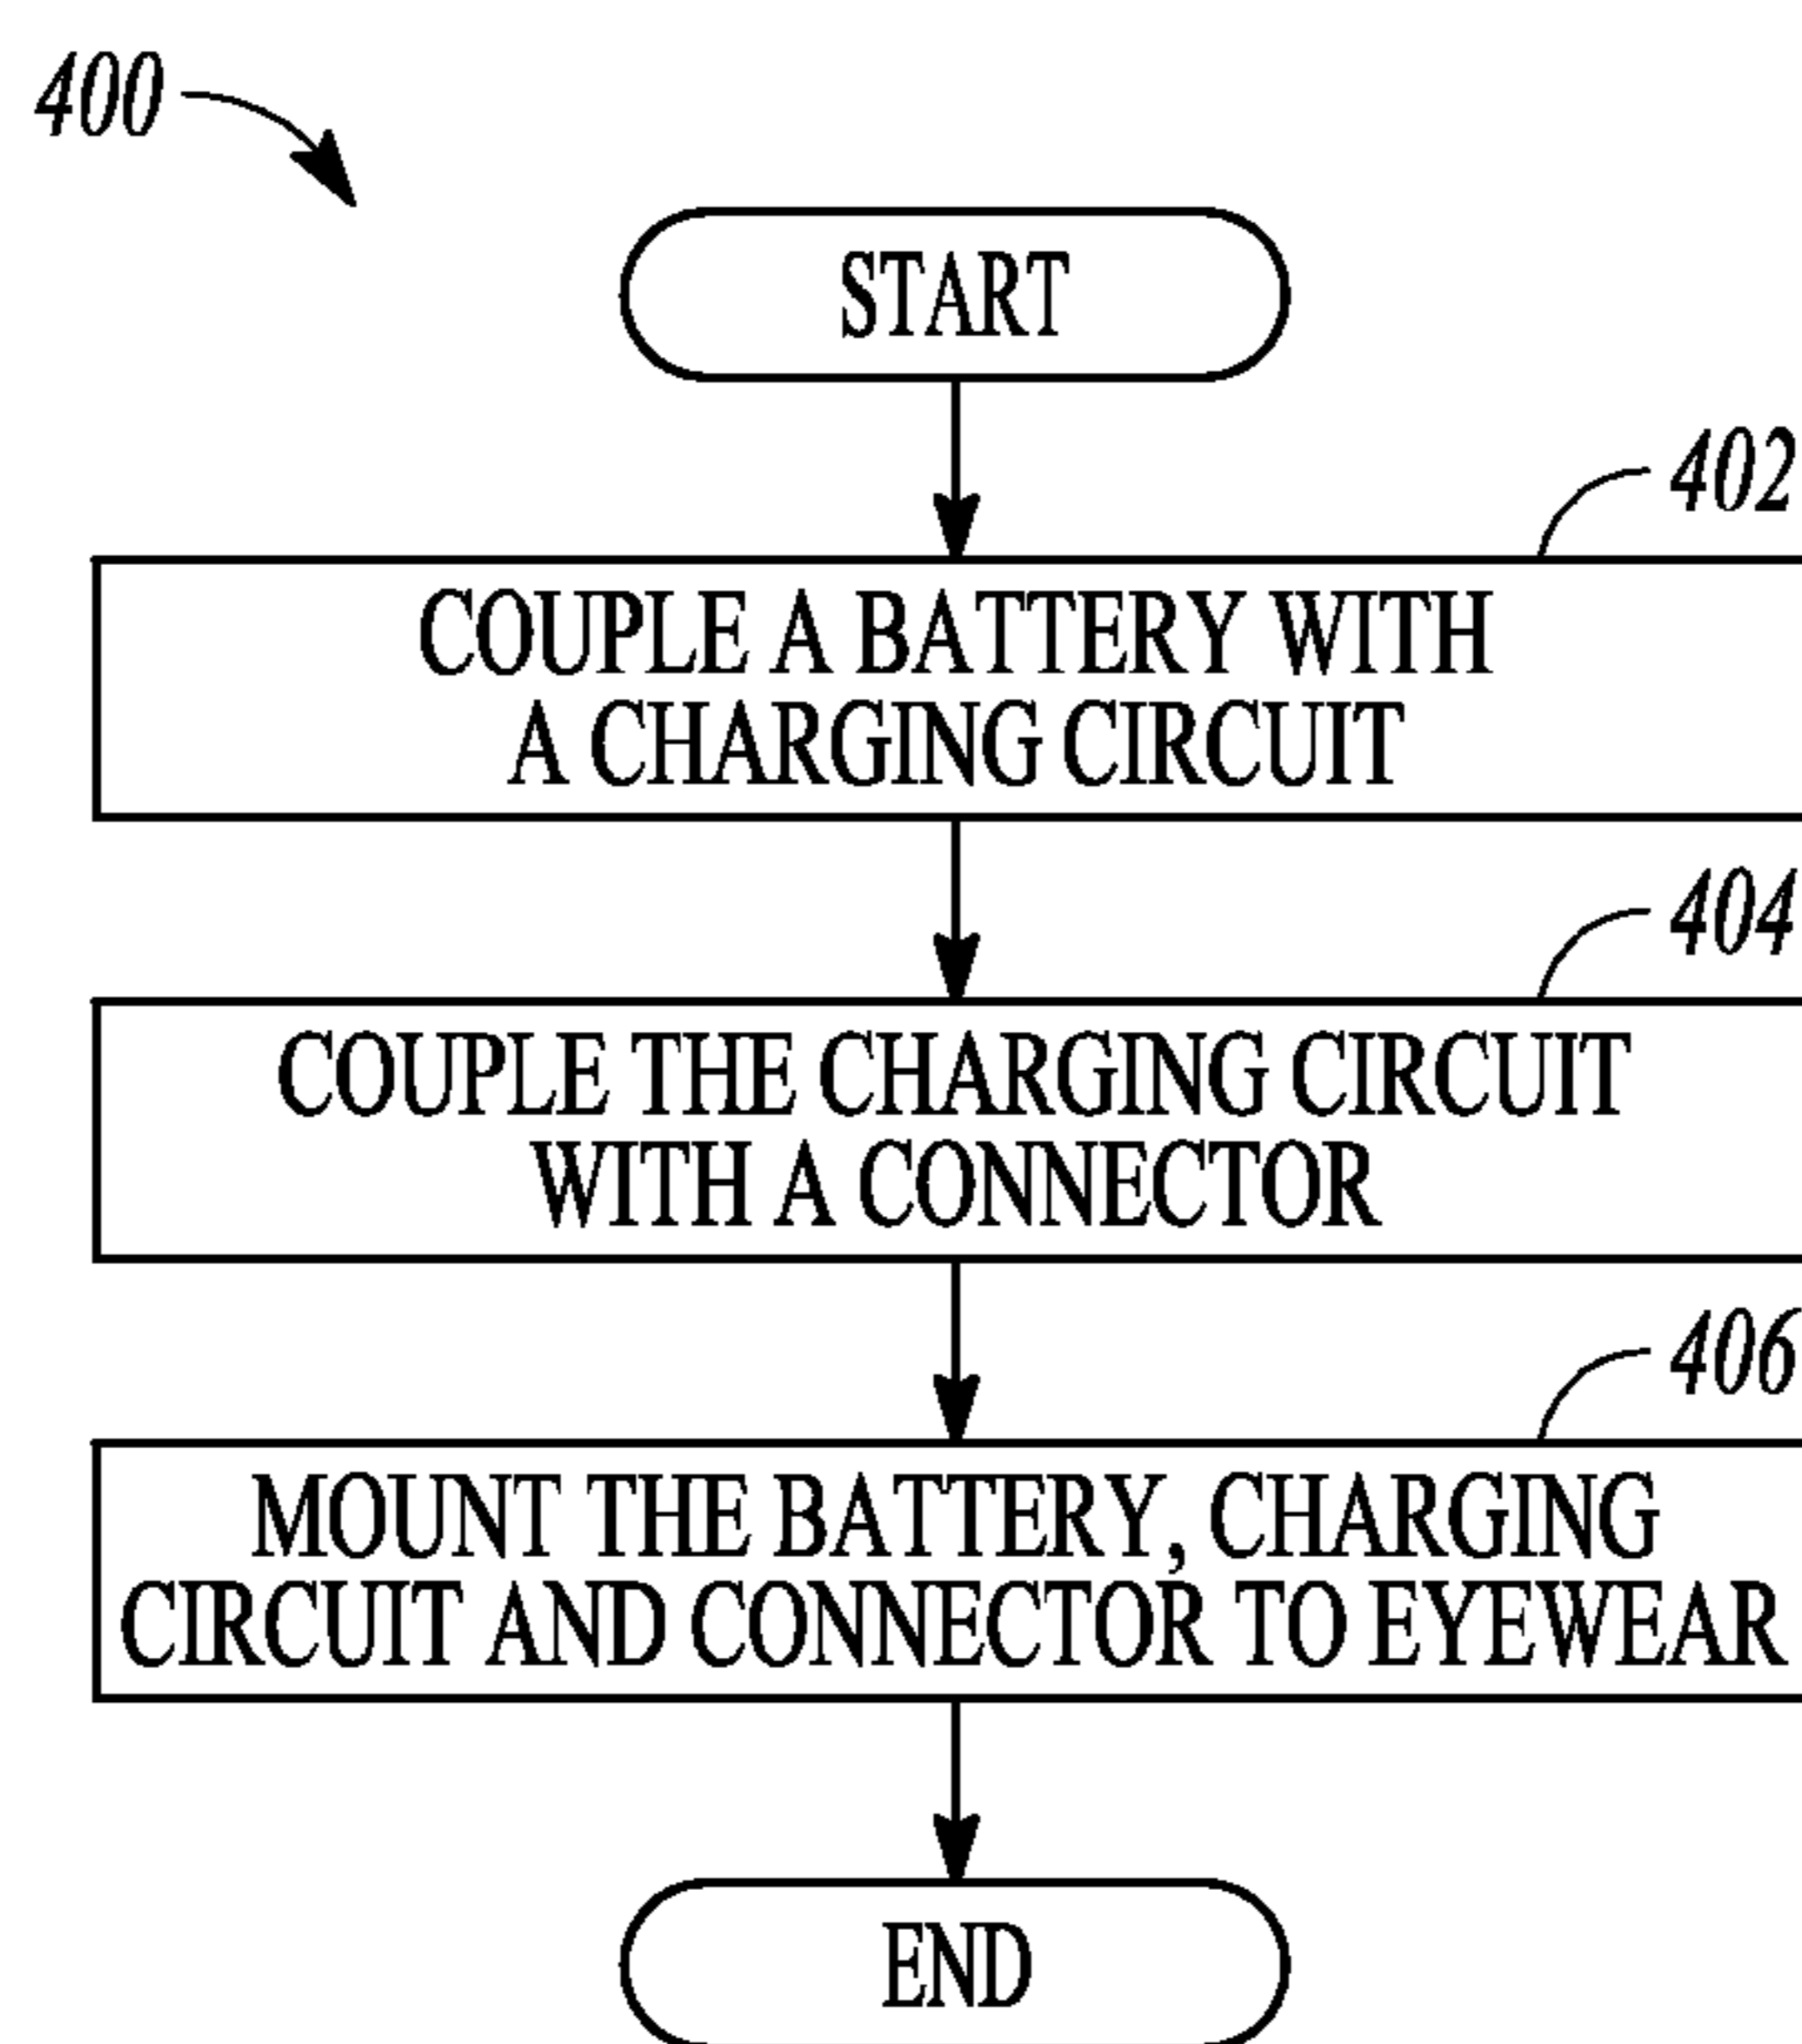 400
START
402
COUPLE A BATTERY WITH
A CHARGING CIRCUIT
404
COUPLE THE CHARGING CIRCUIT
WITH A CONNECTOR
406
MOUNT THE BATTERY, CHARGING
CIRCUIT AND CONNECTOR TO EYEWEAR
END